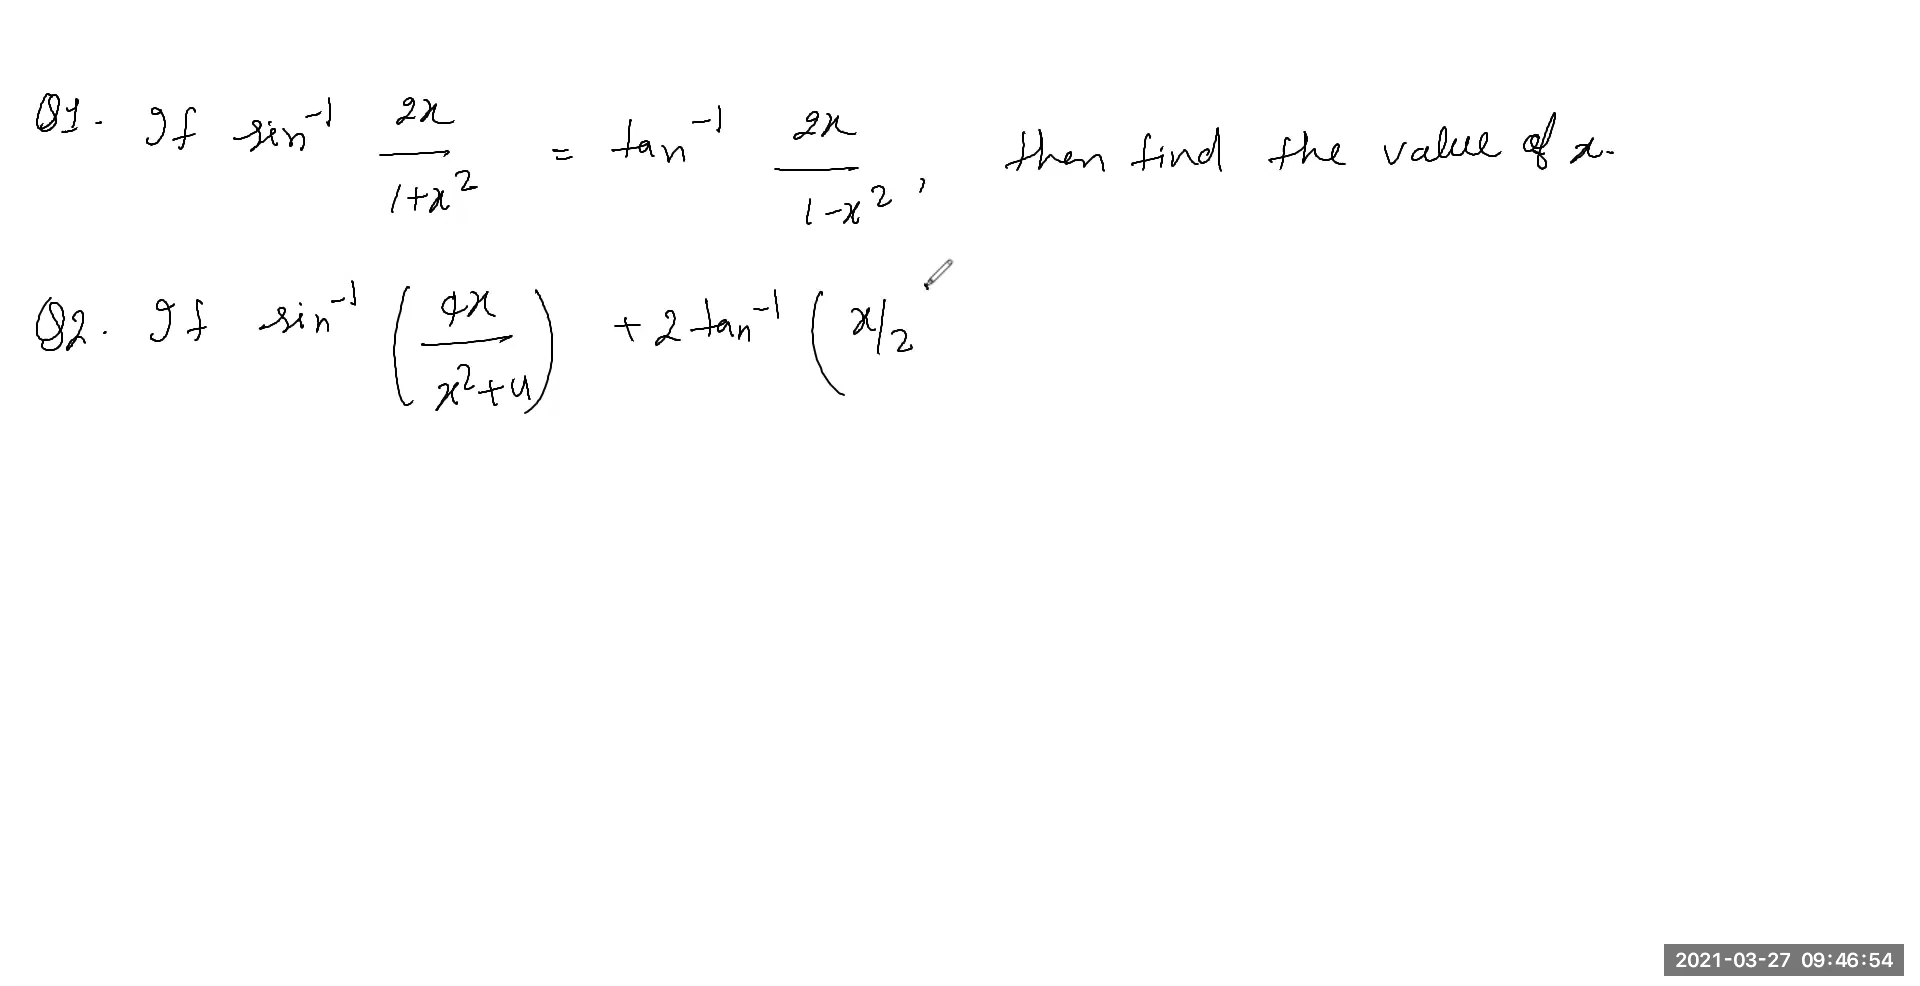 Q1. If sin⁻¹ 2x/(1+x²) = tan⁻¹ 2x/(1-x²), then find the value of x.
Q2. If sin⁻¹ (4x/(x²+4)) + 2 tan⁻¹ (x/2
2021-03-27 09:46:54